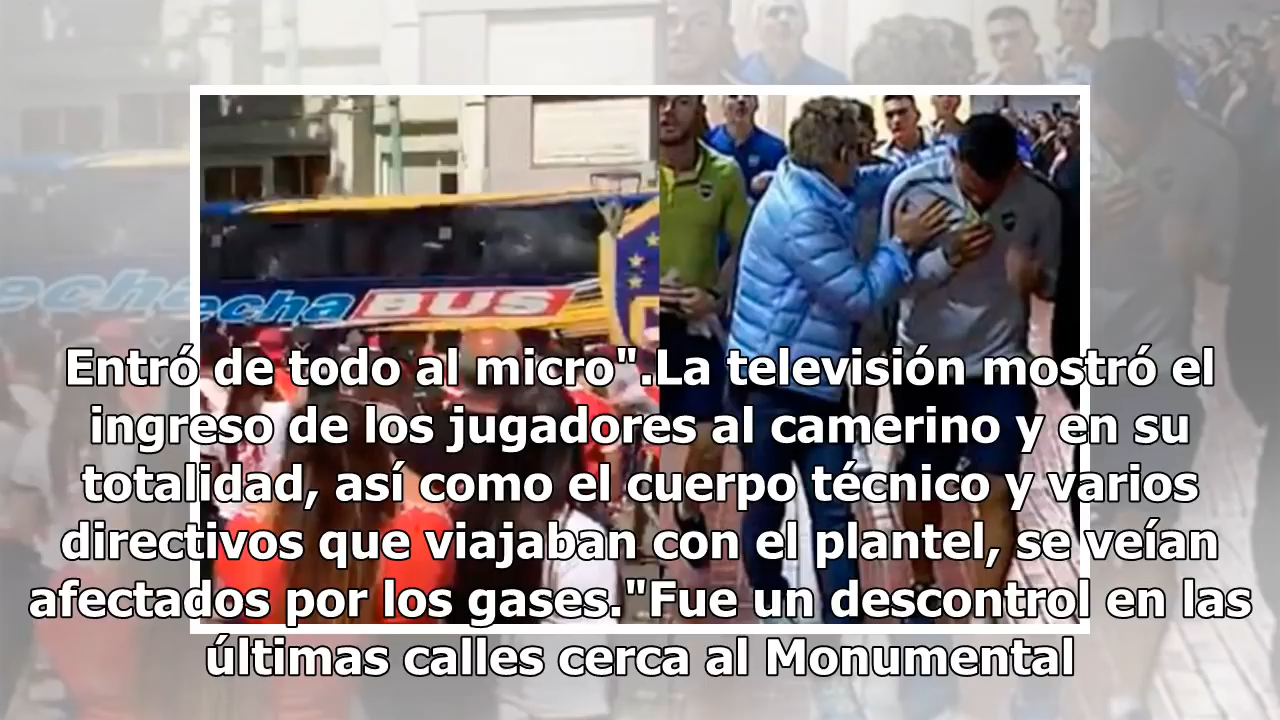 echa BUS
Entró de todo al micro".La televisión mostró el
ingreso de los jugadores al camerino y en su
totalidad, así como el cuerpo técnico y varios
directivos que viajaban con el plantel, se veían
afectados por los gases."Fue un descontrol en las
últimas calles cerca al Monumental